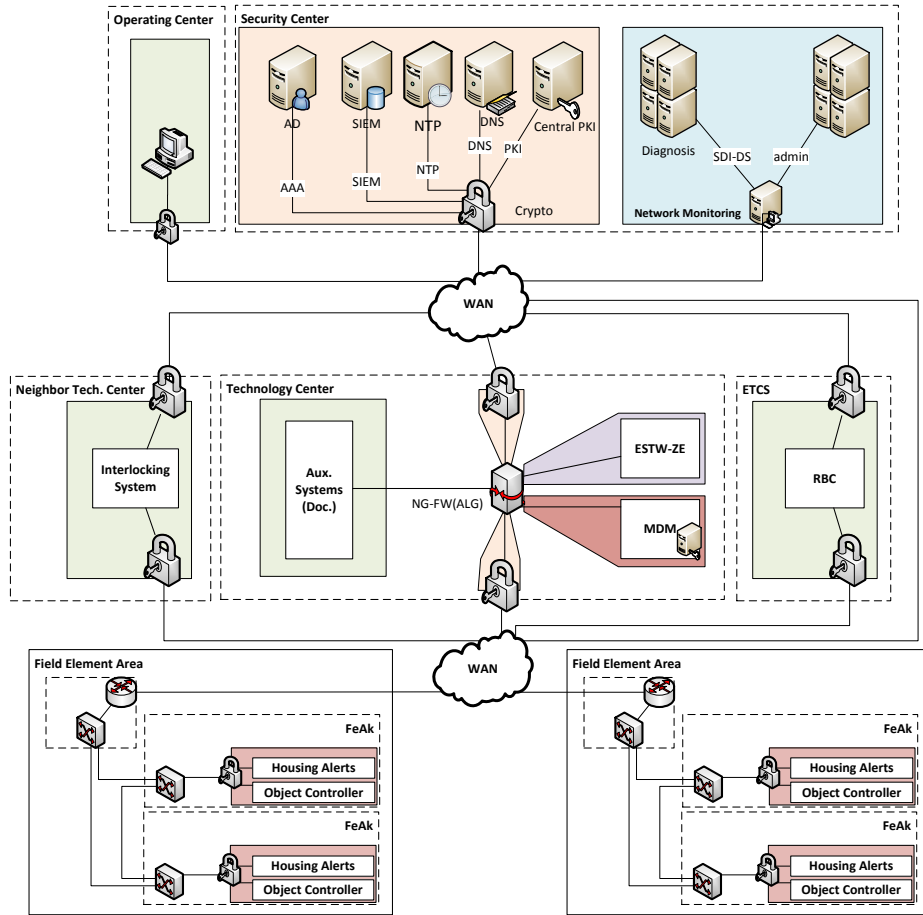 Operating Center
Security Center
AD
SIEM
NTP
DNS
Central PKI
AAA
SIEM
NTP
DNS
PKI
Crypto
Diagnosis
SDI-DS
admin
Network Monitoring
WAN
Neighbor Tech. Center
Interlocking
System
Technology Center
Aux.
Systems
(Doc.)
NG-FW(ALG)
ESTW-ZE
MDM
ETCS
RBC
WAN
Field Element Area
FeAk
Housing Alerts
Object Controller
FeAk
Housing Alerts
Object Controller
Field Element Area
FeAk
Housing Alerts
Object Controller
FeAk
Housing Alerts
Object Controller